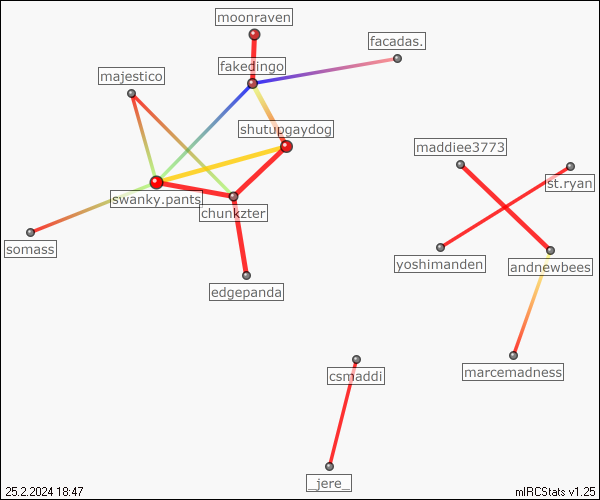 moonraven
facadas.
fakedingo
majestico
shutupgaydog
maddiee3773
st.ryan
swanky.pants
chunkzter
somass
yoshimanden
andnewbees
edgepanda
csmaddi
marcemadness
_jere_
25.2.2024 18:47
mIRCStats v1.25